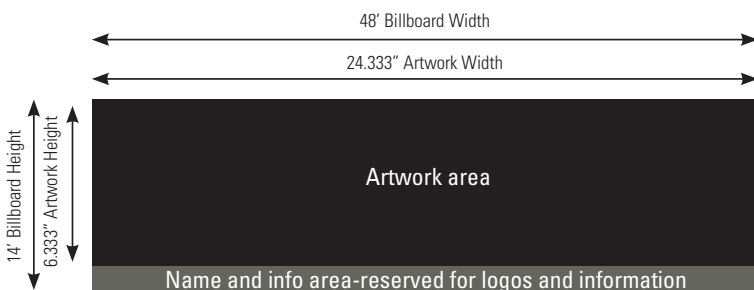 48’ Billboard Width
24.333” Artwork Width
14’ Billboard Height
6.333” Artwork Height
Artwork area
Name and info area-reserved for logos and information